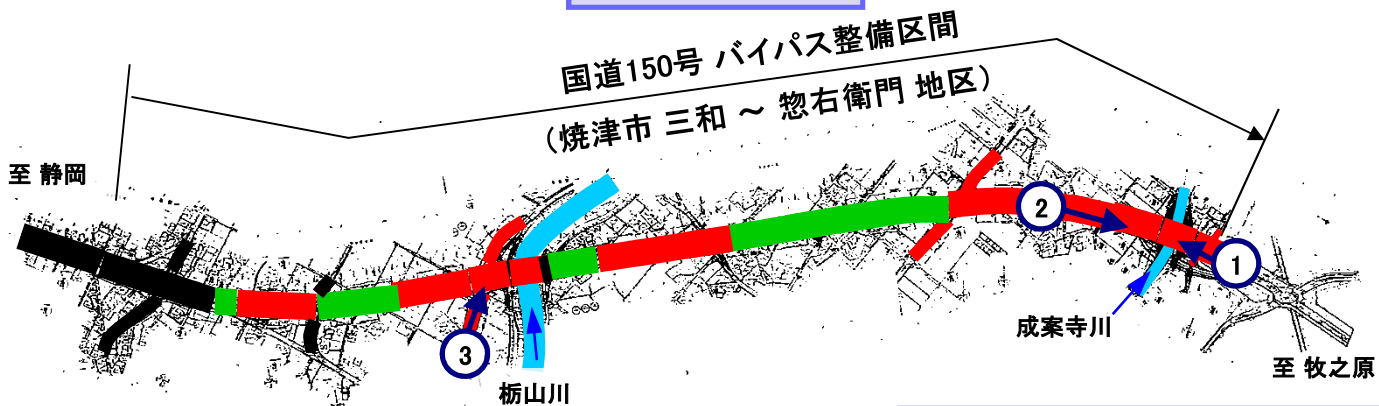 国道150号 バイパス整備区間
（焼津市 三和 ～ 惣右衛門 地区）
至 静岡
2
1
3
成案寺川
栃山川
至 牧之原